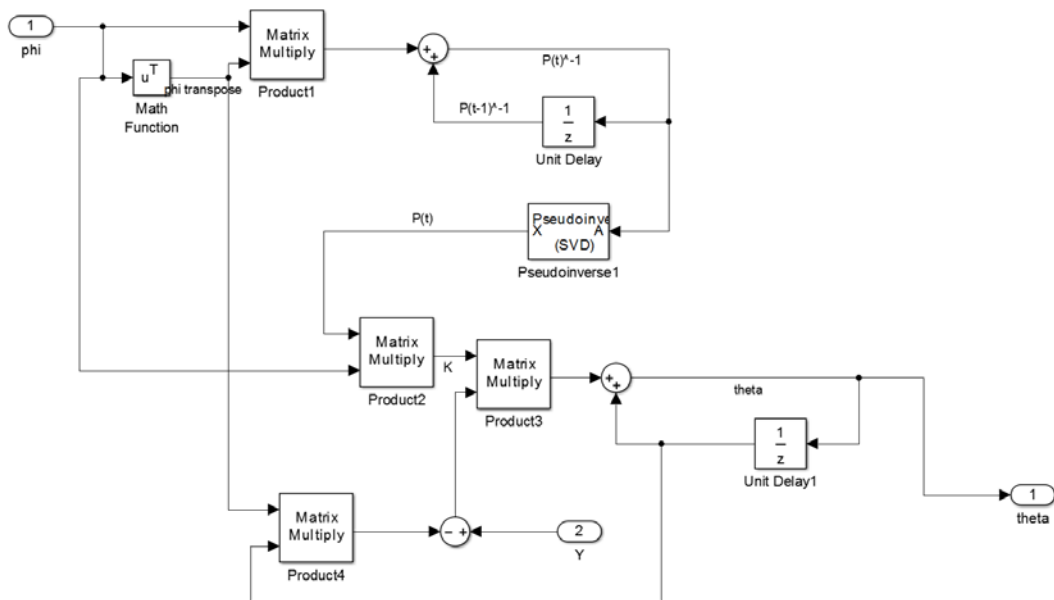 1
phi
u^T
phi transpose
Math
Function
Matrix
Multiply
Product1
+
+
P(t)^-1
P(t-1)^-1
1
z
Unit Delay
P(t)
Pseudoinve
X A
(SVD)
Pseudoinverse1
Matrix
Multiply
Product2
K
Matrix
Multiply
Product3
+
+
theta
1
z
Unit Delay1
1
theta
Matrix
Multiply
Product4
- +
2
Y